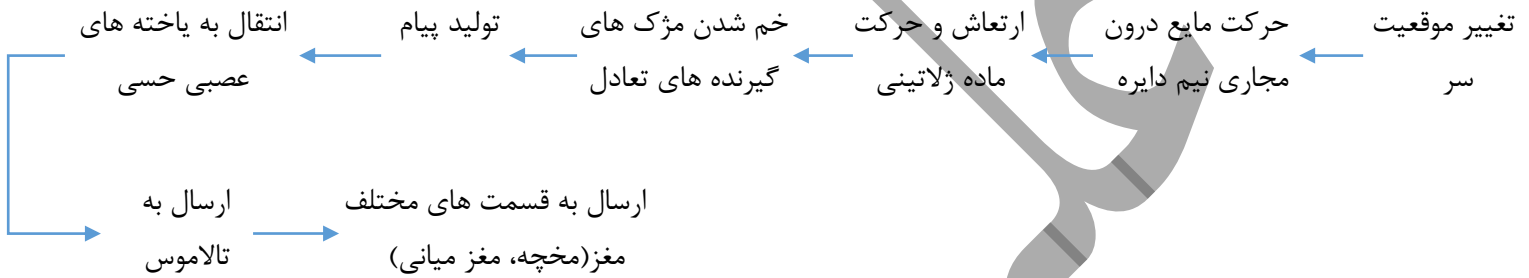 تغییر موقعیت
سر
حرکت مایع درون
مجاری نیم دایره
ارتعاش و حرکت
ماده ژلاتینی
خم شدن مژک های
گیرنده های تعادل
تولید پیام
انتقال به یاخته های
عصبی حسی
ارسال به
تالاموس
ارسال به قسمت های مختلف
مغز(مخچه، مغز میانی)